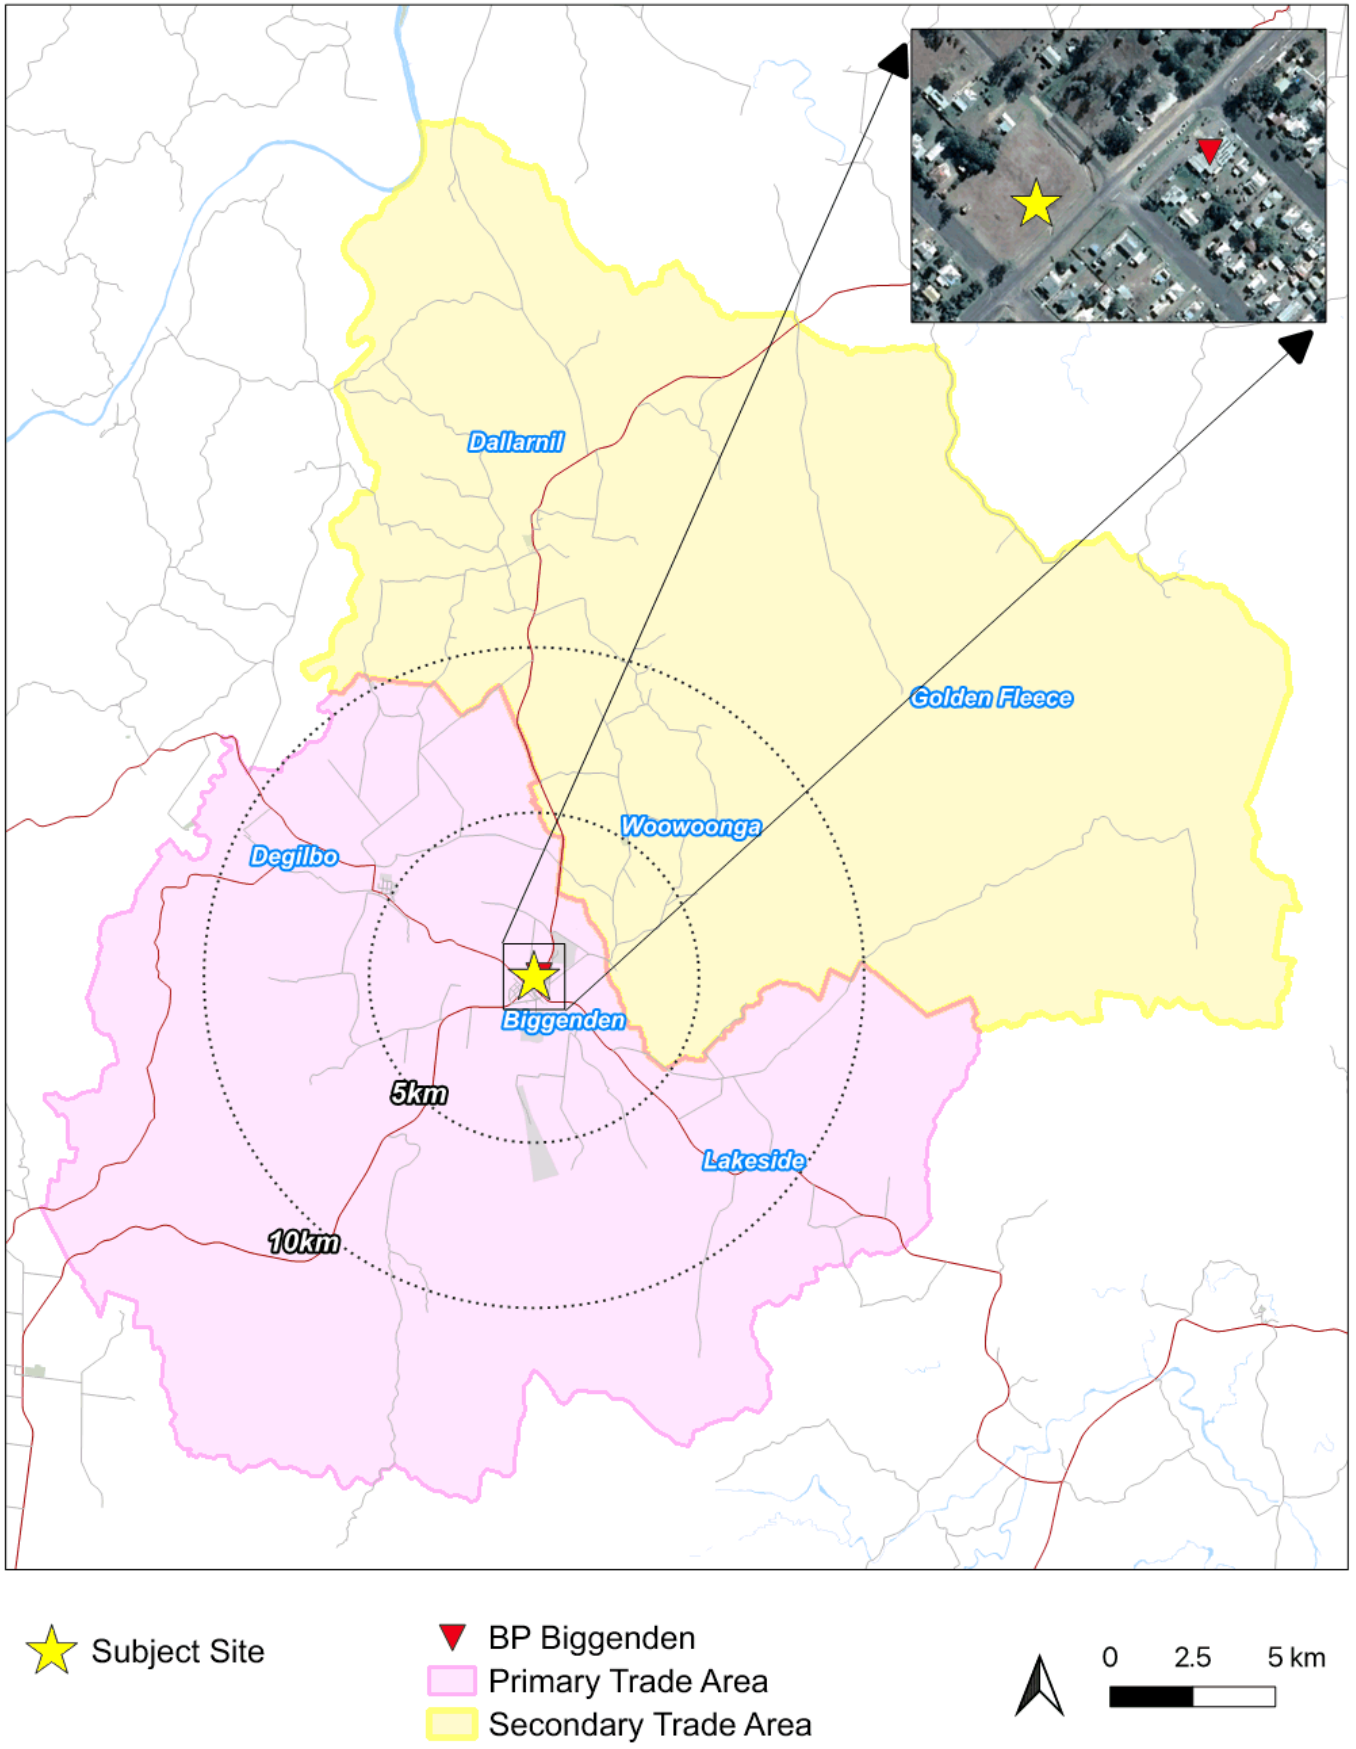 Dallarnil
Golden Fleece
Woowoonga
Degilbo
Biggenden
5km
Lakeside
10km
Subject Site
BP Biggenden
Primary Trade Area
Secondary Trade Area
0 2.5 5 km